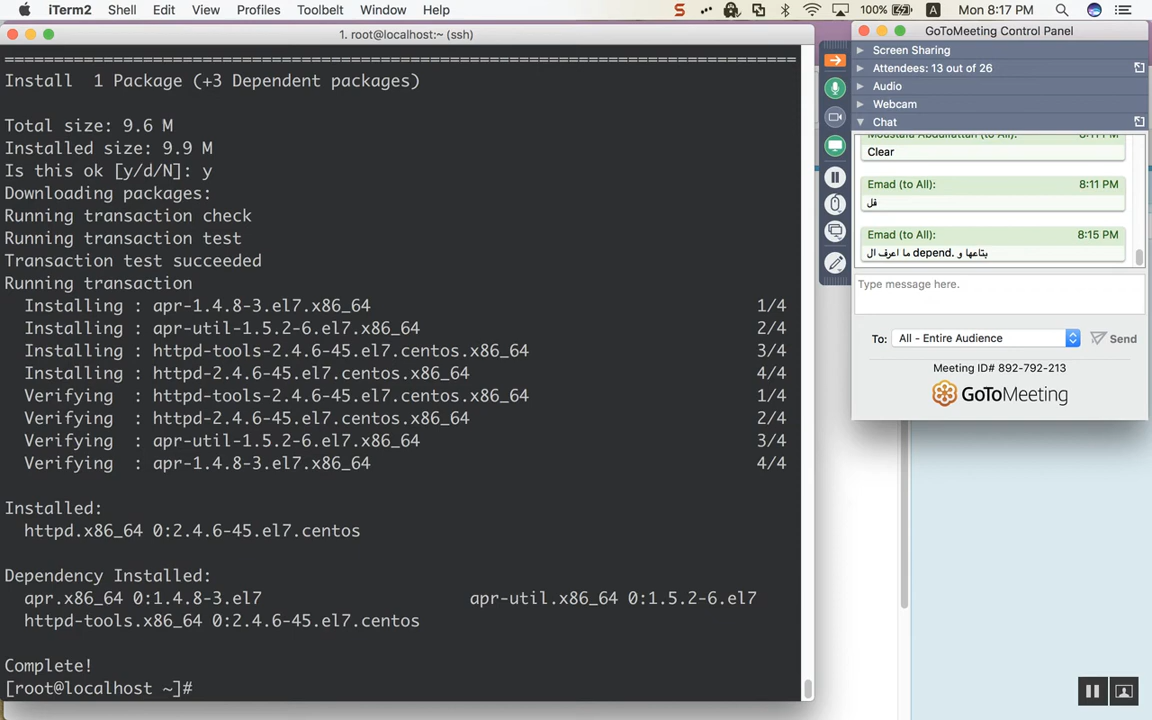 iTerm2 Shell Edit View Profiles Toolbelt Window Help 100% A Mon 8:17 PM
1. root@localhost:~ (ssh)
================================================================================
Install  1 Package (+3 Dependent packages)
Total size: 9.6 M
Installed size: 9.9 M
Is this ok [y/d/N]: y
Downloading packages:
Running transaction check
Running transaction test
Transaction test succeeded
Running transaction
  Installing : apr-1.4.8-3.el7.x86_64 1/4
  Installing : apr-util-1.5.2-6.el7.x86_64 2/4
  Installing : httpd-tools-2.4.6-45.el7.centos.x86_64 3/4
  Installing : httpd-2.4.6-45.el7.centos.x86_64 4/4
  Verifying  : httpd-tools-2.4.6-45.el7.centos.x86_64 1/4
  Verifying  : httpd-2.4.6-45.el7.centos.x86_64 2/4
  Verifying  : apr-util-1.5.2-6.el7.x86_64 3/4
  Verifying  : apr-1.4.8-3.el7.x86_64 4/4
Installed:
  httpd.x86_64 0:2.4.6-45.el7.centos
Dependency Installed:
  apr.x86_64 0:1.4.8-3.el7 apr-util.x86_64 0:1.5.2-6.el7
  httpd-tools.x86_64 0:2.4.6-45.el7.centos
Complete!
[root@localhost ~]#
GoToMeeting Control Panel
Screen Sharing
Attendees: 13 out of 26
Audio
Webcam
Chat
Moustafa Abdulfattah (to All): 8:11 PM
Clear
Emad (to All): 8:11 PM
قل
Emad (to All): 8:15 PM
ما اعرف ال depend. بتاعها و
Type message here.
To: All - Entire Audience Send
Meeting ID# 892-792-213
GoToMeeting